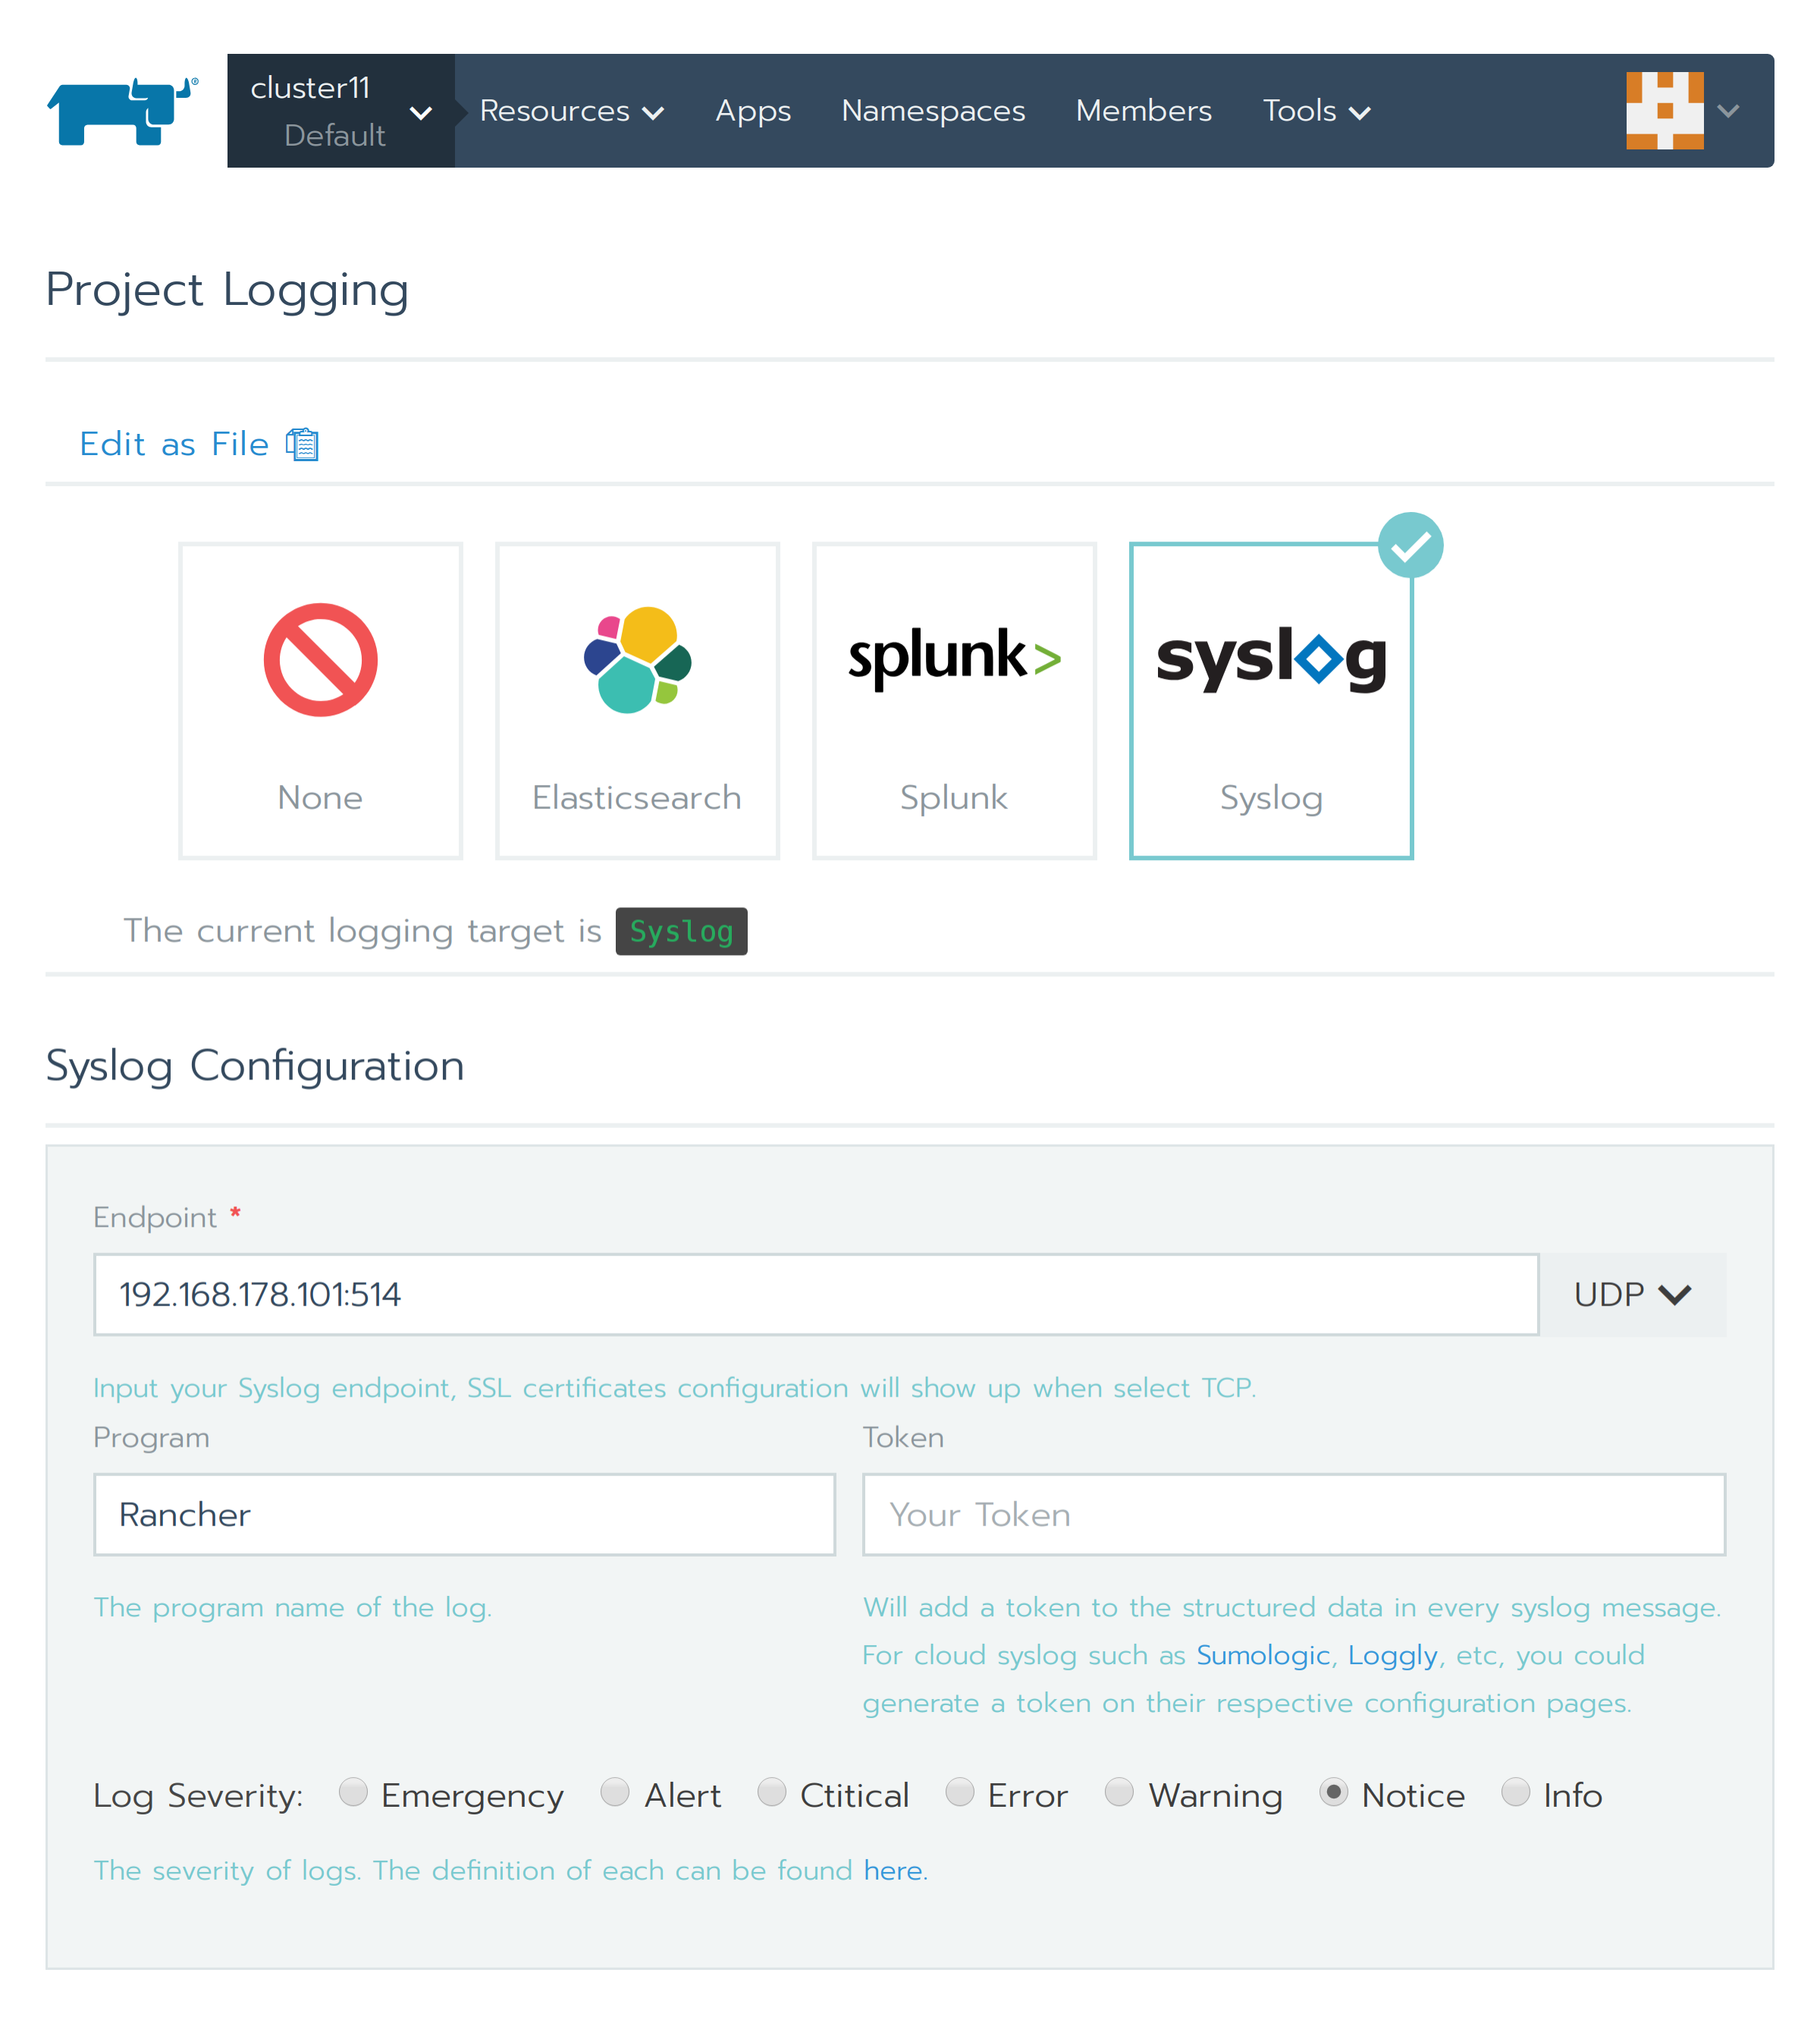 cluster11
Default
Resources Apps Namespaces Members Tools
Project Logging
Edit as File
splunk> syslog
None Elasticsearch Splunk Syslog
The current logging target is Syslog
Syslog Configuration
Endpoint *
192.168.178.101:514 UDP
Input your Syslog endpoint, SSL certificates configuration will show up when select TCP.
Program Token
Rancher Your Token
The program name of the log. Will add a token to the structured data in every syslog message.
For cloud syslog such as Sumologic, Loggly, etc, you could
generate a token on their respective configuration pages.
Log Severity: Emergency Alert Ctitical Error Warning Notice Info
The severity of logs. The definition of each can be found here.